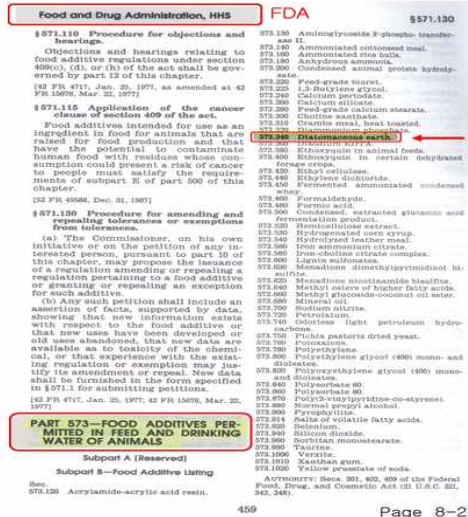 Food and Drug Administration, HHS
FDA
§571.130
§571.110 Procedure for objections and
hearings.
Objections and hearings relating to
food additive regulations under section
409(c), (d), or (h) of the act shall be gov-
erned by part 12 of this chapter.
[42 FR 4717, Jan. 25, 1977, as amended at 42
FR 15676, Mar. 22, 1977]
§571.115 Application of the cancer
clause of section 409 of the act.
Food additives intended for use as an
ingredient in food for animals that are
raised for food production and that
have the potential to contaminate
human food with residues whose con-
sumption could present a risk of cancer
to people must satisfy the require-
ments of subpart E of part 500 of this
chapter.
[52 FR 49588, Dec. 31, 1987]
§571.130 Procedure for amending and
repealing tolerances or exemptions
from tolerances.
(a) The Commissioner, on his own
initiative or on the petition of any in-
terested person, pursuant to part 10 of
this chapter, may propose the issuance
of a regulation amending or repealing a
regulation pertaining to a food additive
or granting or repealing an exception
for such additive.
(b) Any such petition shall include an
assertion of facts, supported by data,
showing that new information exists
with respect to the food additive or
that new uses have been developed or
old uses abandoned, that new data are
available as to toxicity of the chemi-
cal, or that experience with the exist-
ing regulation or exemption may jus-
tify its amendment or repeal. New data
shall be furnished in the form specified
in §571.1 for submitting petitions.
[42 FR 4717, Jan. 25, 1977; 42 FR 15676, Mar. 22,
1977]
PART 573—FOOD ADDITIVES PER-
MITTED IN FEED AND DRINKING
WATER OF ANIMALS
Subpart A [Reserved]
Subpart B—Food Additive Listing
Sec.
573.120 Acrylamide-acrylic acid resin.
573.130 Aminoglycoside 3'-phospho- transfer-
ase II.
573.140 Ammoniated cottonseed meal.
573.160 Ammoniated rice hulls.
573.180 Anhydrous ammonia.
573.200 Condensed animal protein hydroly-
sate.
573.220 Feed-grade biuret.
573.225 1,3-Butylene glycol.
573.240 Calcium periodate.
573.260 Calcium silicate.
573.280 Feed-grade calcium stearate.
573.300 Choline xanthate.
573.310 Crambe meal, heat toasted.
573.320 Diammonium phosphate.
573.340 Diatomaceous earth.
573.360 Disodium EDTA.
573.380 Ethoxyquin in animal feeds.
573.400 Ethoxyquin in certain dehydrated
forage crops.
573.420 Ethyl cellulose.
573.440 Ethylene dichloride.
573.450 Fermented ammoniated condensed
whey.
573.460 Formaldehyde.
573.480 Formic acid.
573.500 Condensed, extracted glutamic acid
fermentation product.
573.520 Hemicellulose extract.
573.530 Hydrogenated corn syrup.
573.540 Hydrolyzed leather meal.
573.560 Iron ammonium citrate.
573.580 Iron-choline citrate complex.
573.600 Lignin sulfonates.
573.620 Menadione dimethylpyrimidinol bi-
sulfite.
573.625 Menadione nicotinamide bisulfite.
573.640 Methyl esters of higher fatty acids.
573.660 Methyl glucoside-coconut oil ester.
573.680 Mineral oil.
573.700 Sodium nitrite.
573.720 Petrolatum.
573.740 Odorless light petroleum hydro-
carbons.
573.750 Pichia pastoris dried yeast.
573.760 Poloxalene.
573.780 Polyethylene.
573.800 Polyethylene glycol (400) mono- and
dioleates.
573.820 Polyoxyethylene glycol (400) mono-
and dioleates.
573.840 Polysorbate 60.
573.860 Polysorbate 80.
573.870 Poly(2-vinylpyridine-co-styrene).
573.880 Normal propyl alcohol.
573.900 Pyrophyllite.
573.914 Salts of volatile fatty acids.
573.920 Selenium.
573.940 Silicon dioxide.
573.960 Sorbitan monostearate.
573.980 Taurine.
573.1000 Verxite.
573.1010 Xanthan gum.
573.1020 Yellow prussiate of soda.
AUTHORITY: Secs. 201, 402, 409 of the Federal
Food, Drug, and Cosmetic Act (21 U.S.C. 321,
342, 348).
459
Page 8-2